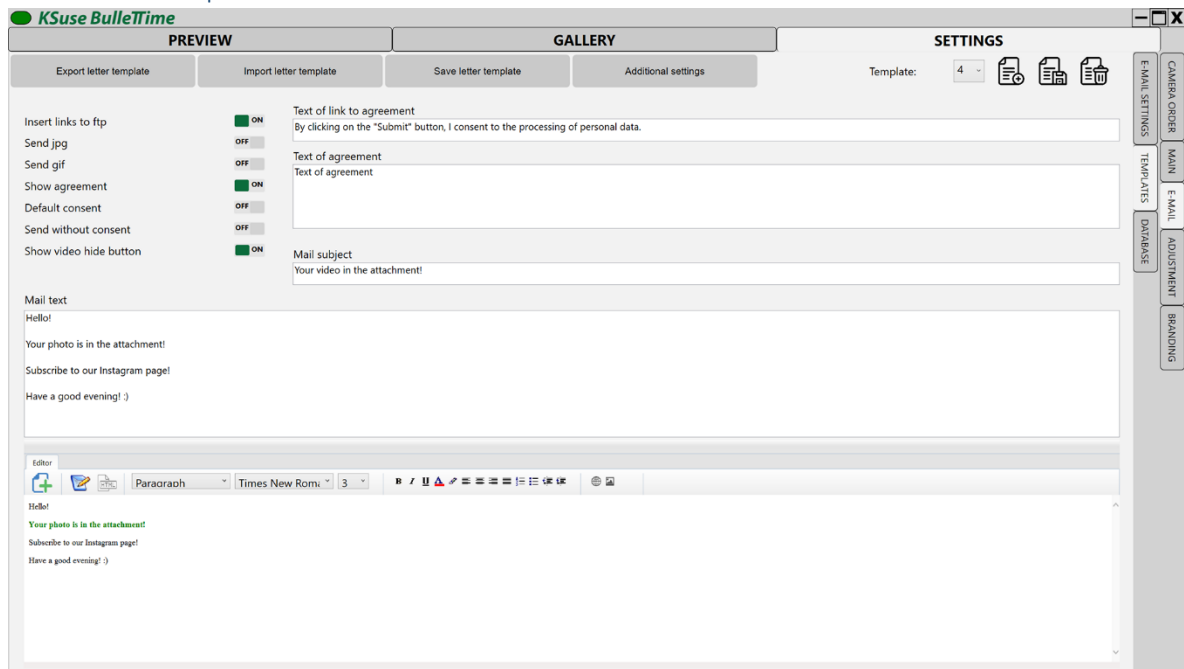 KSuse BulleTime
PREVIEW
GALLERY
SETTINGS
Export letter template
Import letter template
Save letter template
Additional settings
Template:
4
Insert links to ftp
ON
Send jpg
OFF
Send gif
OFF
Show agreement
ON
Default consent
OFF
Send without consent
OFF
Show video hide button
ON
Text of link to agreement
By clicking on the "Submit" button, I consent to the processing of personal data.
Text of agreement
Text of agreement
Mail subject
Your video in the attachment!
Mail text
Hello!
Your photo is in the attachment!
Subscribe to our Instagram page!
Have a good evening! :)
Editor
Paragraph
Times New Rom
3
B I U A
Hello!
Your photo is in the attachment!
Subscribe to our Instagram page!
Have a good evening! :)
E-MAIL SETTINGS
TEMPLATES
DATABASE
CAMERA ORDER
MAIN
E-MAIL
ADJUSTMENT
BRANDING